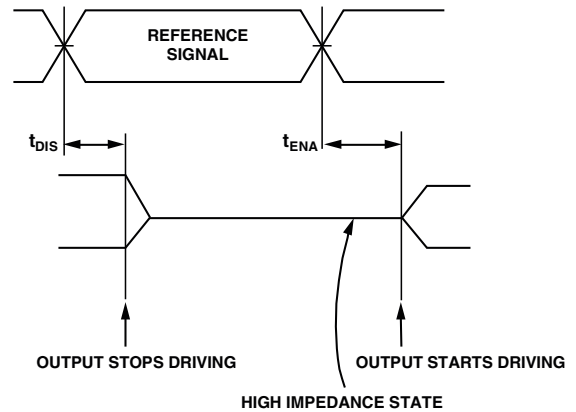 REFERENCE
SIGNAL
tDIS
tENA
OUTPUT STOPS DRIVING
OUTPUT STARTS DRIVING
HIGH IMPEDANCE STATE